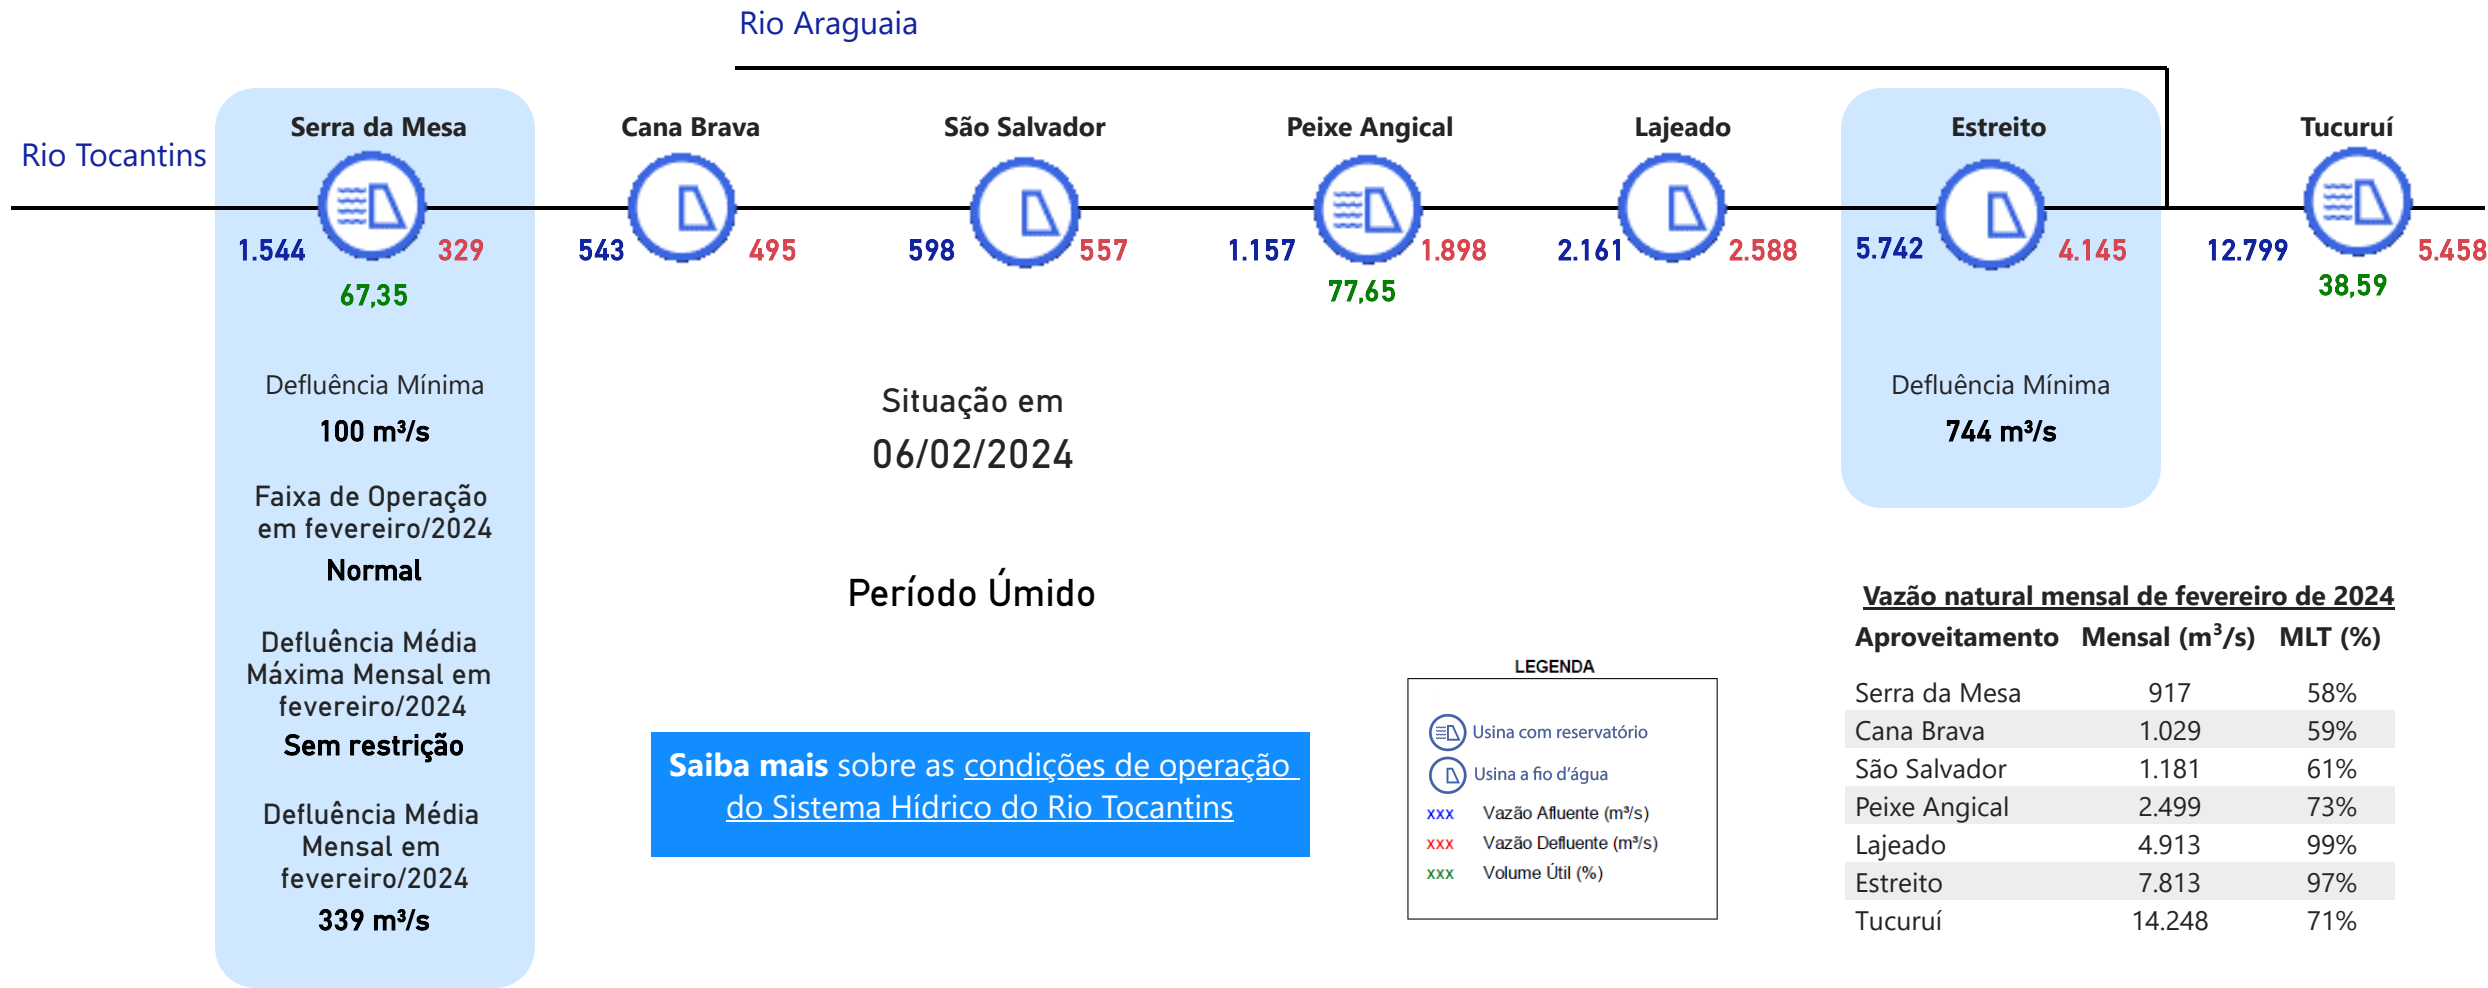 Rio Araguaia
Rio Tocantins
Serra da Mesa
1.544
329
67,35
Cana Brava
543
495
São Salvador
598
557
Peixe Angical
1.157
1.898
77,65
Lajeado
2.161
2.588
Estreito
5.742
4.145
Tucuruí
12.799
5.458
38,59
Defluência Mínima
100 m³/s
Faixa de Operação
em fevereiro/2024
Normal
Defluência Média
Máxima Mensal em
fevereiro/2024
Sem restrição
Defluência Média
Mensal em
fevereiro/2024
339 m³/s
Situação em
06/02/2024
Período Úmido
Saiba mais sobre as condições de operação
do Sistema Hídrico do Rio Tocantins
Defluência Mínima
744 m³/s
LEGENDA
Usina com reservatório
Usina a fio d'água
xxx Vazão Afluente (m³/s)
xxx Vazão Defluente (m³/s)
xxx Volume Útil (%)
Vazão natural mensal de fevereiro de 2024
Aproveitamento Mensal (m³/s) MLT (%)
Serra da Mesa 917 58%
Cana Brava 1.029 59%
São Salvador 1.181 61%
Peixe Angical 2.499 73%
Lajeado 4.913 99%
Estreito 7.813 97%
Tucuruí 14.248 71%